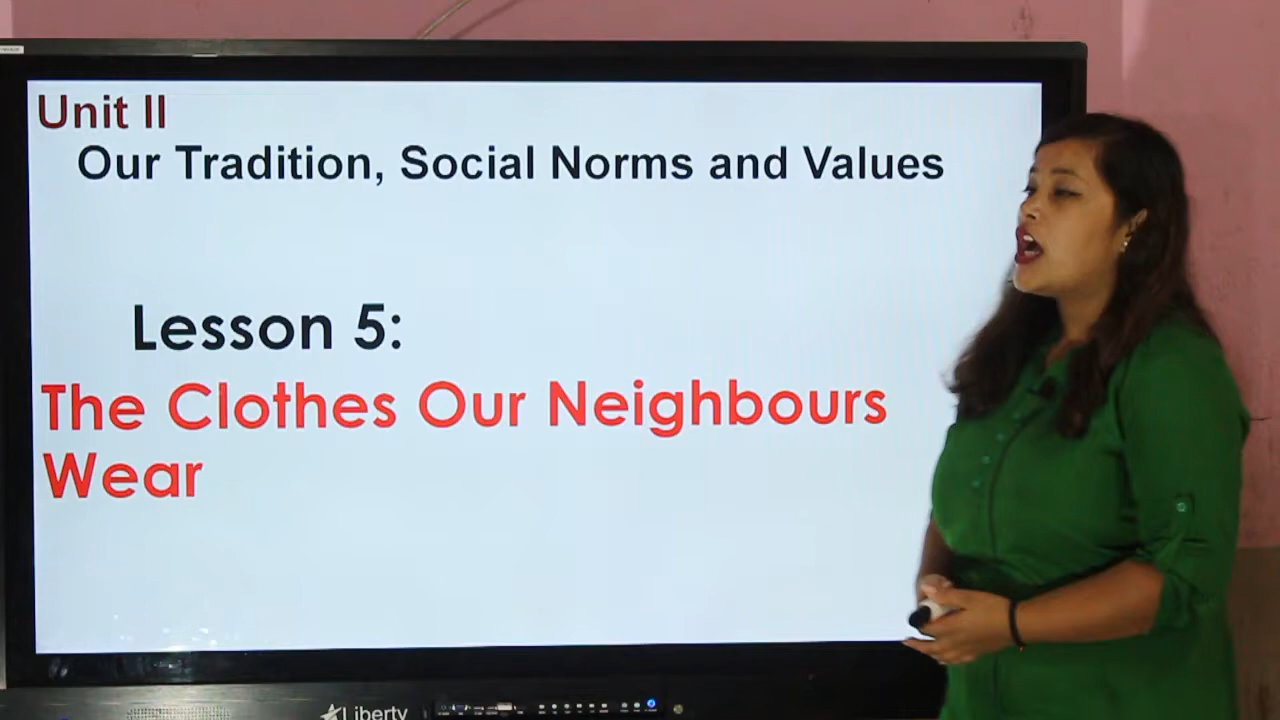 Unit II
Our Tradition, Social Norms and Values
Lesson 5:
The Clothes Our Neighbours
Wear
Liberty